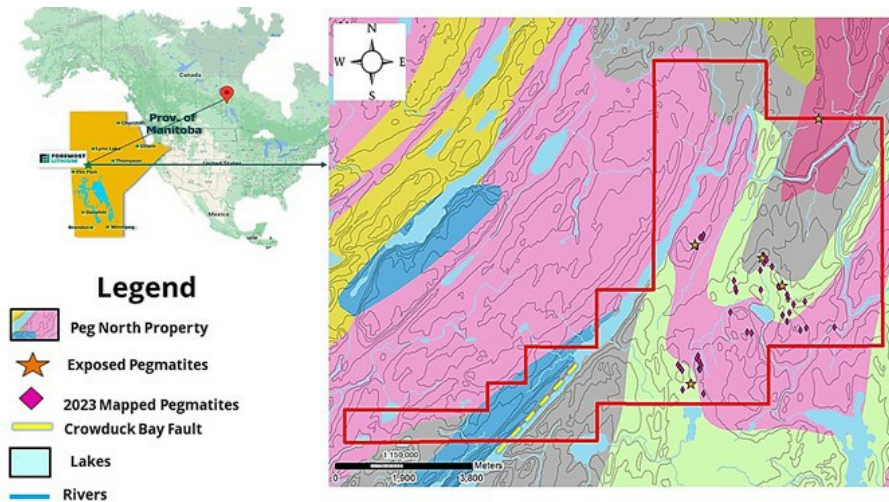 Canada
Prov. of
Manitoba
Churchill
Lynn Lake
Gillam
Thompson
FOREMOST
LITHIUM
Flin Flon
United States
Dauphin
Brandon
Winnipeg
Mexico
N
W E
S
Legend
Peg North Property
Exposed Pegmatites
2023 Mapped Pegmatites
Crowduck Bay Fault
Lakes
Rivers
1:150,000
Meters
0 1,900 3,800